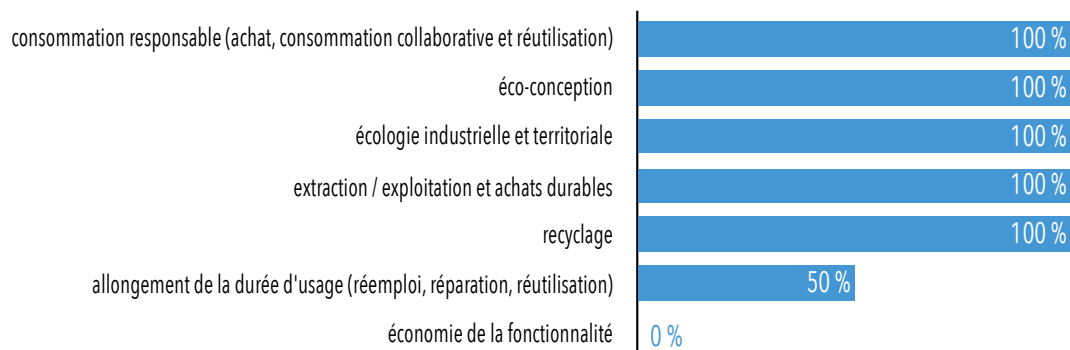 consommation responsable (achat, consommation collaborative et réutilisation) 100 %
éco-conception 100 %
écologie industrielle et territoriale 100 %
extraction / exploitation et achats durables 100 %
recyclage 100 %
allongement de la durée d'usage (réemploi, réparation, réutilisation) 50 %
économie de la fonctionnalité 0 %